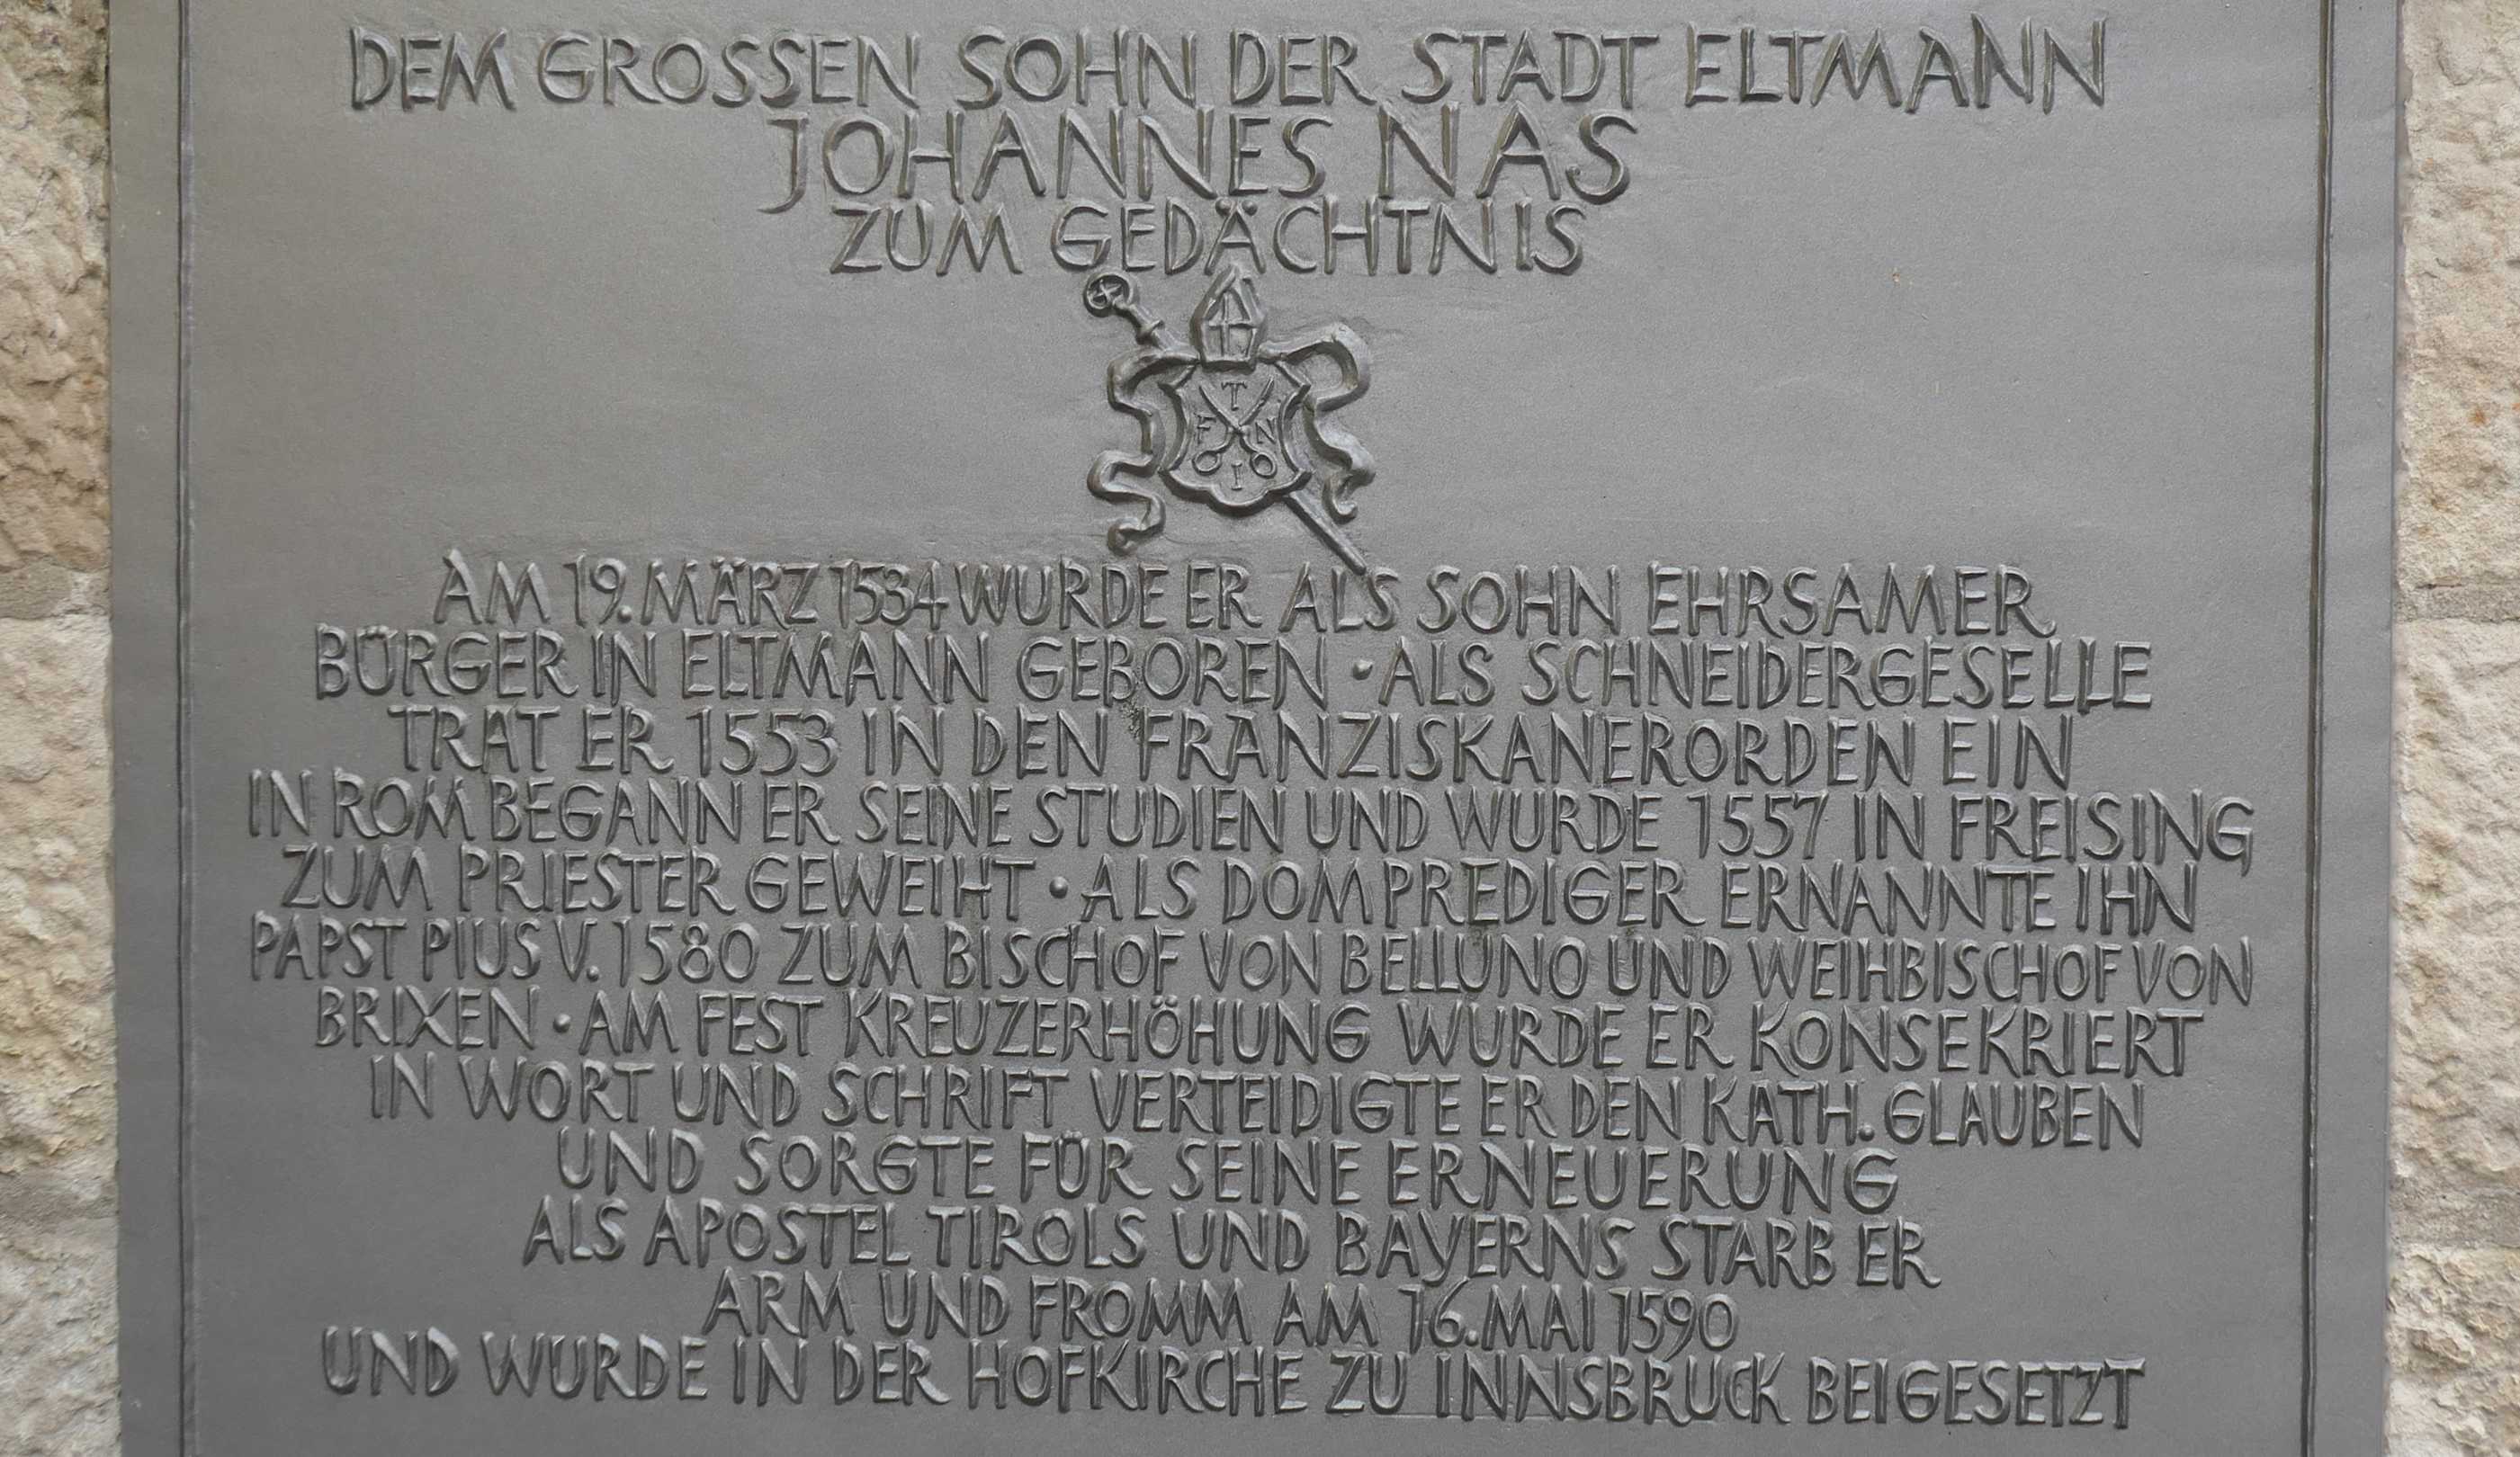 DEM GROSSEN SOHN DER STADT ELTMANN
JOHANNES NAS
ZUM GEDÄCHTNIS
T
F N
I
AM 19. MÄRZ 1534 WURDE ER ALS SOHN EHRSAMER
BÜRGER IN ELTMANN GEBOREN · ALS SCHNEIDERGESELLE
TRAT ER 1553 IN DEN FRANZISKANERORDEN EIN
IN ROM BEGANN ER SEINE STUDIEN UND WURDE 1557 IN FREISING
ZUM PRIESTER GEWEIHT · ALS DOMPREDIGER ERNANNTE IHN
PAPST PIUS V. 1580 ZUM BISCHOF VON BELLUNO UND WEIHBISCHOF VON
BRIXEN · AM FEST KREUZERHÖHUNG WURDE ER KONSEKRIERT
IN WORT UND SCHRIFT VERTEIDIGTE ER DEN KATH. GLAUBEN
UND SORGTE FÜR SEINE ERNEUERUNG
ALS APOSTEL TIROLS UND BAYERNS STARB ER
ARM UND FROMM AM 16. MAI 1590
UND WURDE IN DER HOFKIRCHE ZU INNSBRUCK BEIGESETZT